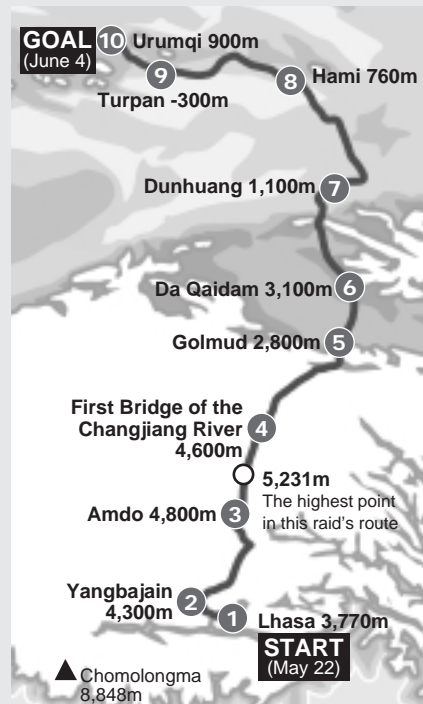 GOAL
(June 4)
10 Urumqi 900m
9
Turpan -300m
8 Hami 760m
Dunhuang 1,100m 7
Da Qaidam 3,100m 6
Golmud 2,800m 5
First Bridge of the
Changjiang River
4,600m
4
5,231m
The highest point
in this raid's route
Amdo 4,800m 3
Yangbajain
4,300m
2
1
Lhasa 3,770m
START
(May 22)
Chomolongma
8,848m